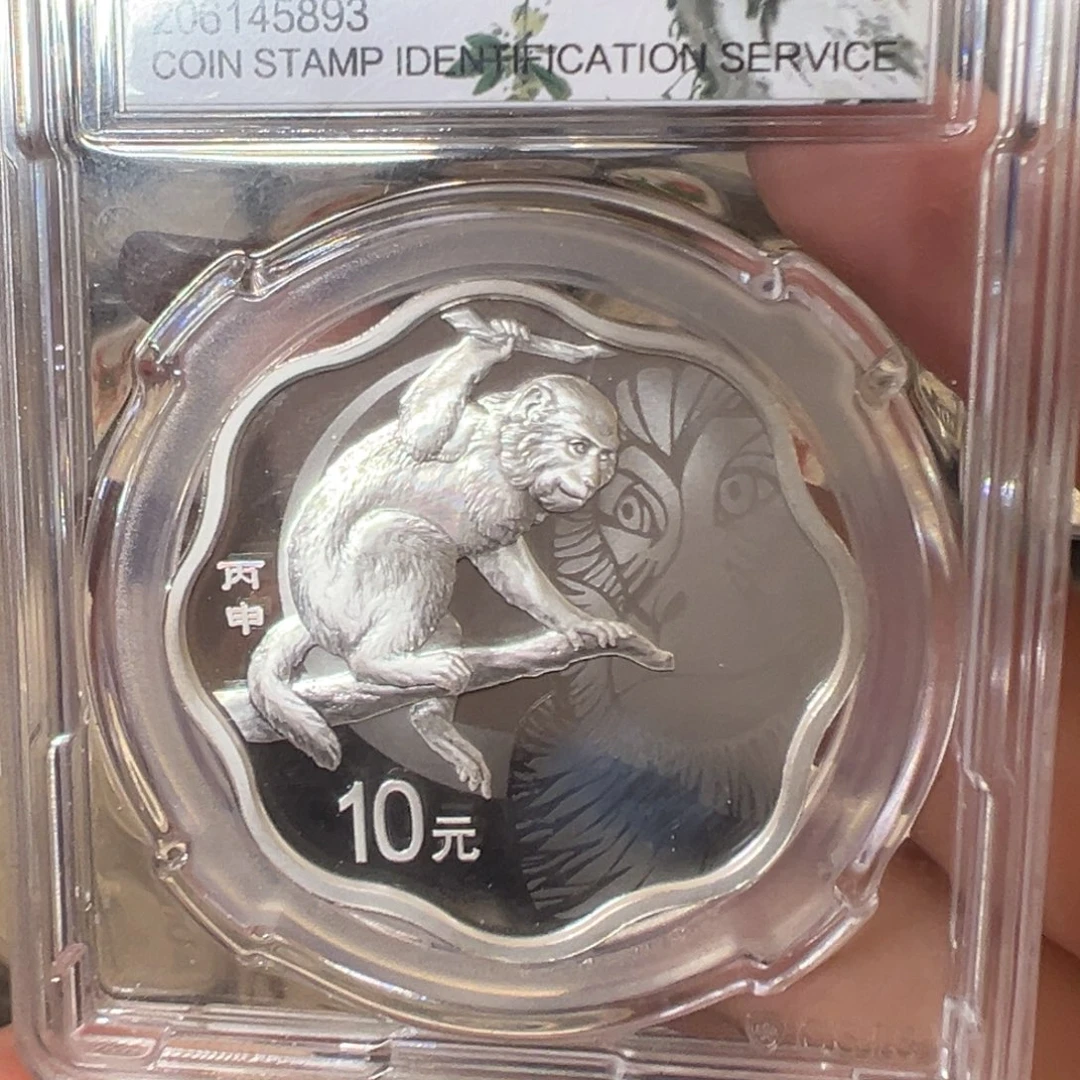 206145893
COIN STAMP IDENTIFICATION SERVICE
丙
申
10元